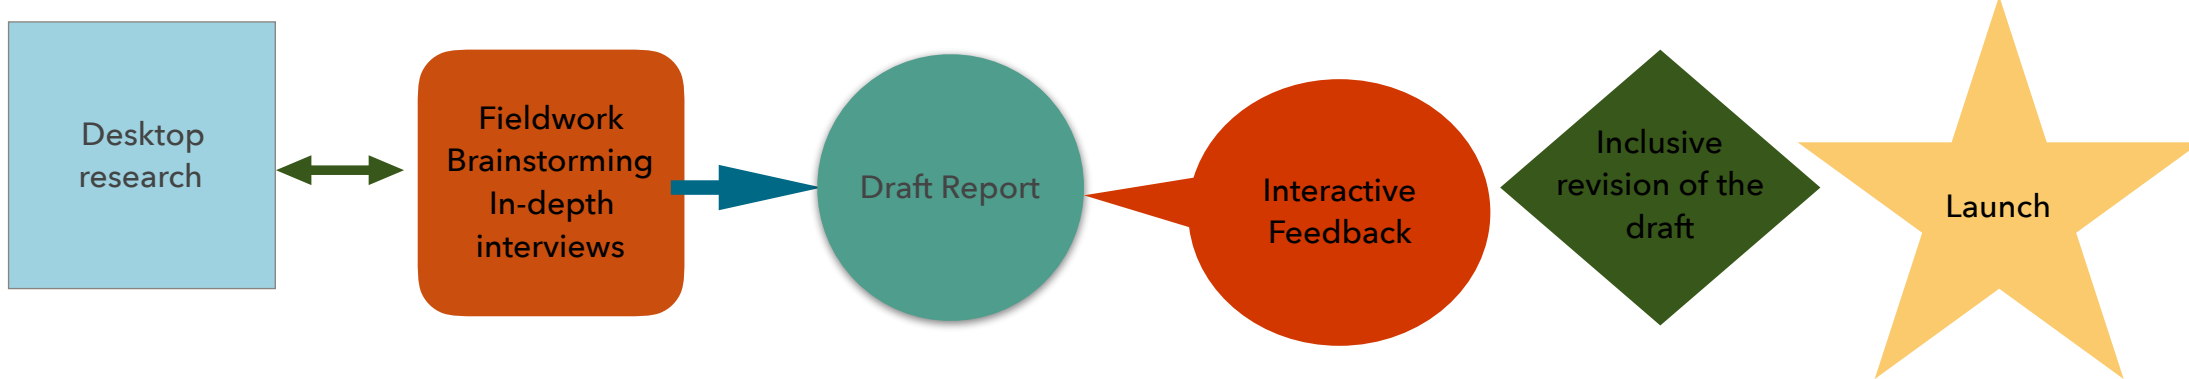 Desktop
research
Fieldwork
Brainstorming
In-depth
interviews
Draft Report
Interactive
Feedback
Inclusive
revision of the
draft
Launch